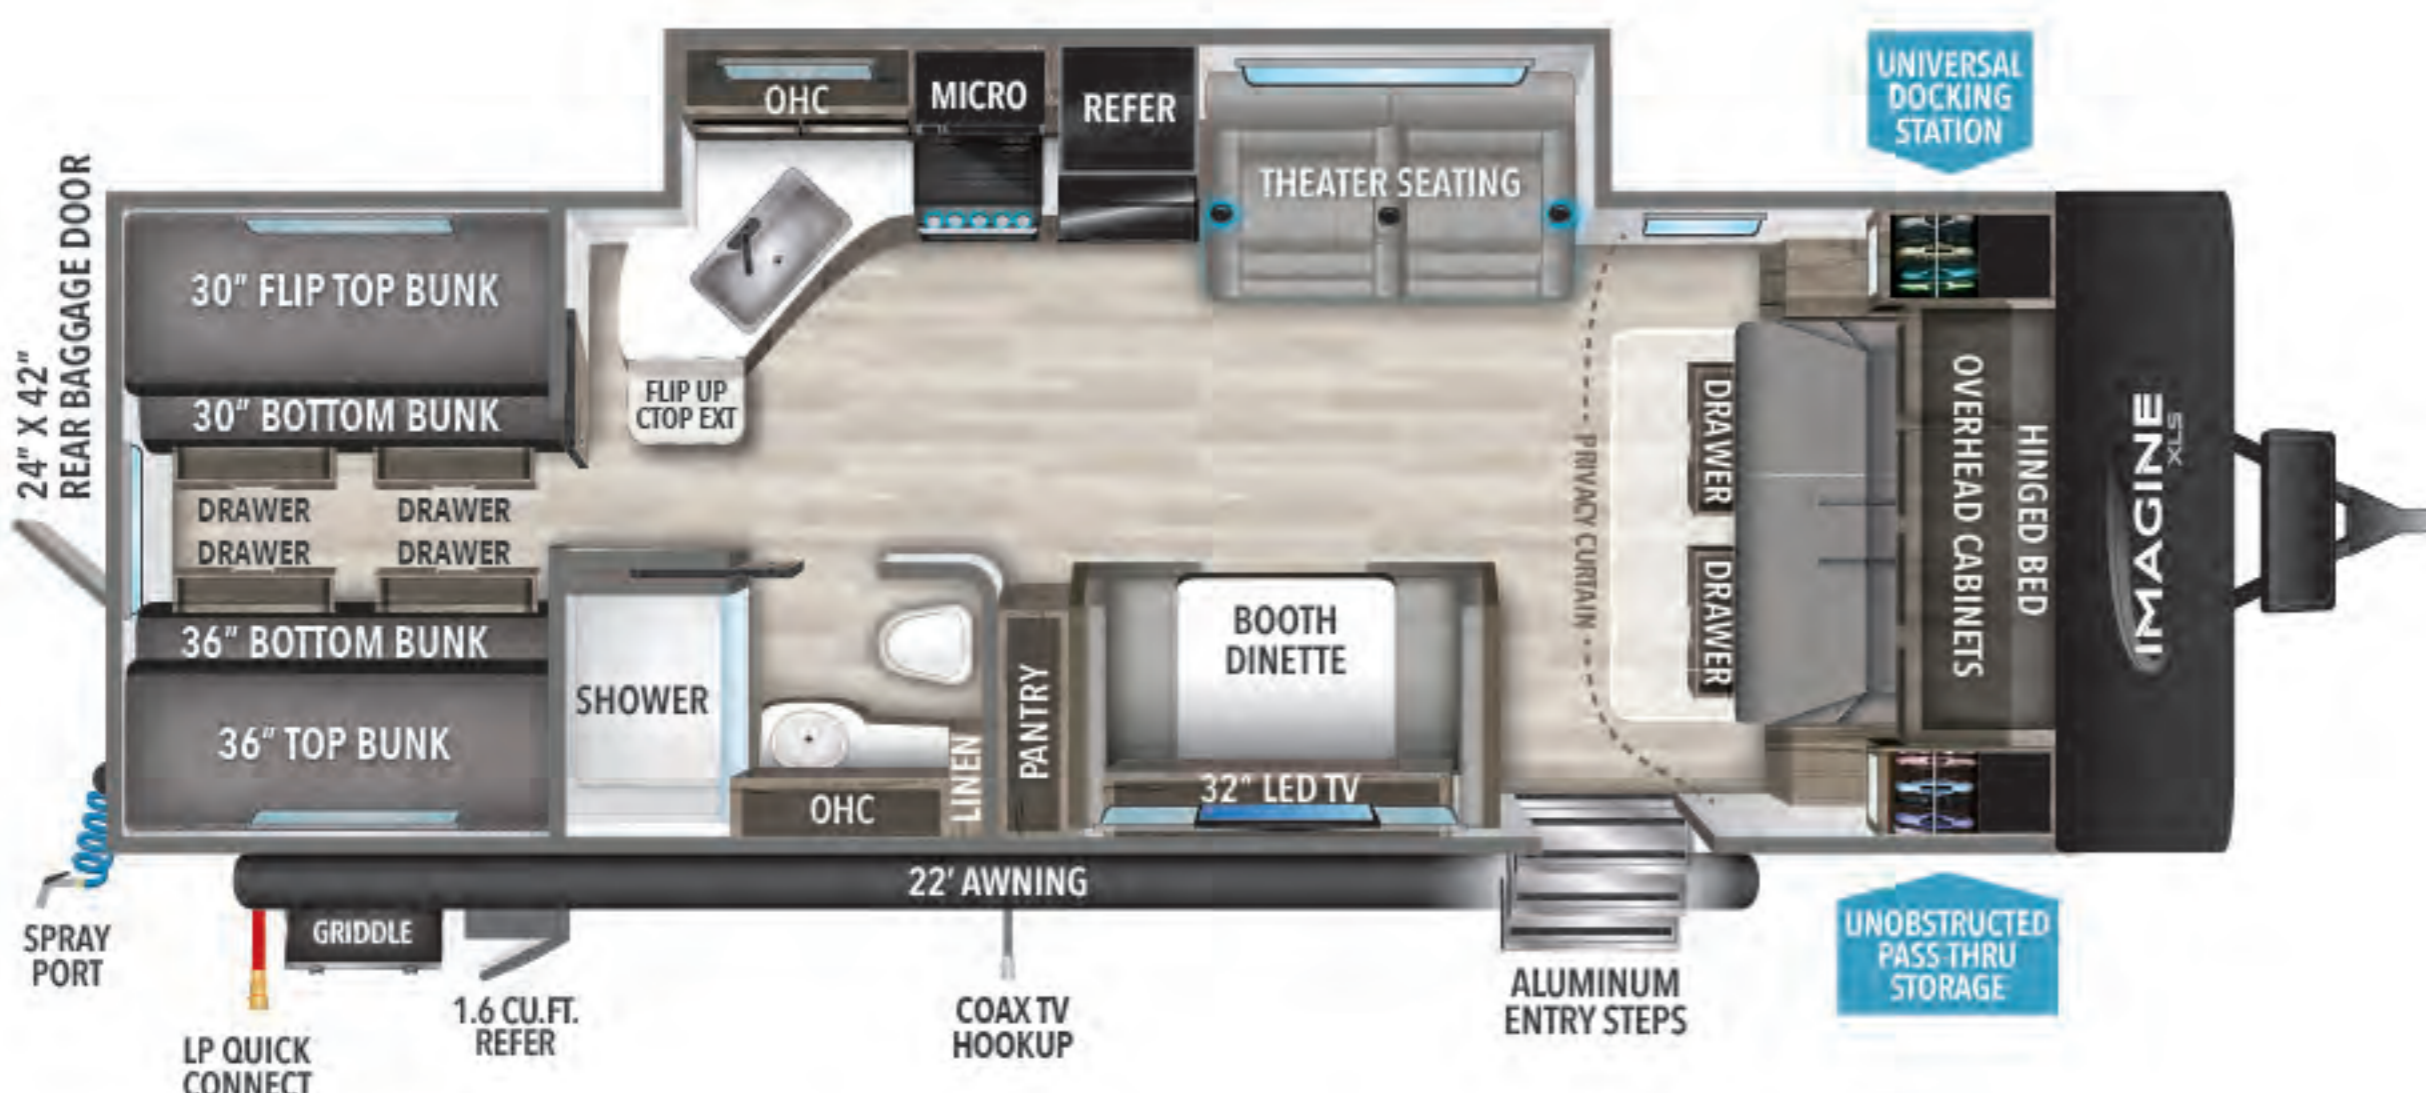 UNIVERSAL
DOCKING
STATION
OHC
MICRO
REFER
THEATER SEATING
24" X 42"
REAR BAGGAGE DOOR
30" FLIP TOP BUNK
30" BOTTOM BUNK
FLIP UP
CTOP EXT
DRAWER
DRAWER
DRAWER
DRAWER
36" BOTTOM BUNK
36" TOP BUNK
SHOWER
OHC
LINEN
PANTRY
BOOTH
DINETTE
32" LED TV
PRIVACY CURTAIN
DRAWER
DRAWER
OVERHEAD CABINETS
HINGED BED
IMAGINE
XLS
22' AWNING
SPRAY
PORT
LP QUICK
CONNECT
GRIDDLE
1.6 CU.FT.
REFER
COAX TV
HOOKUP
ALUMINUM
ENTRY STEPS
UNOBSTRUCTED
PASS-THRU
STORAGE